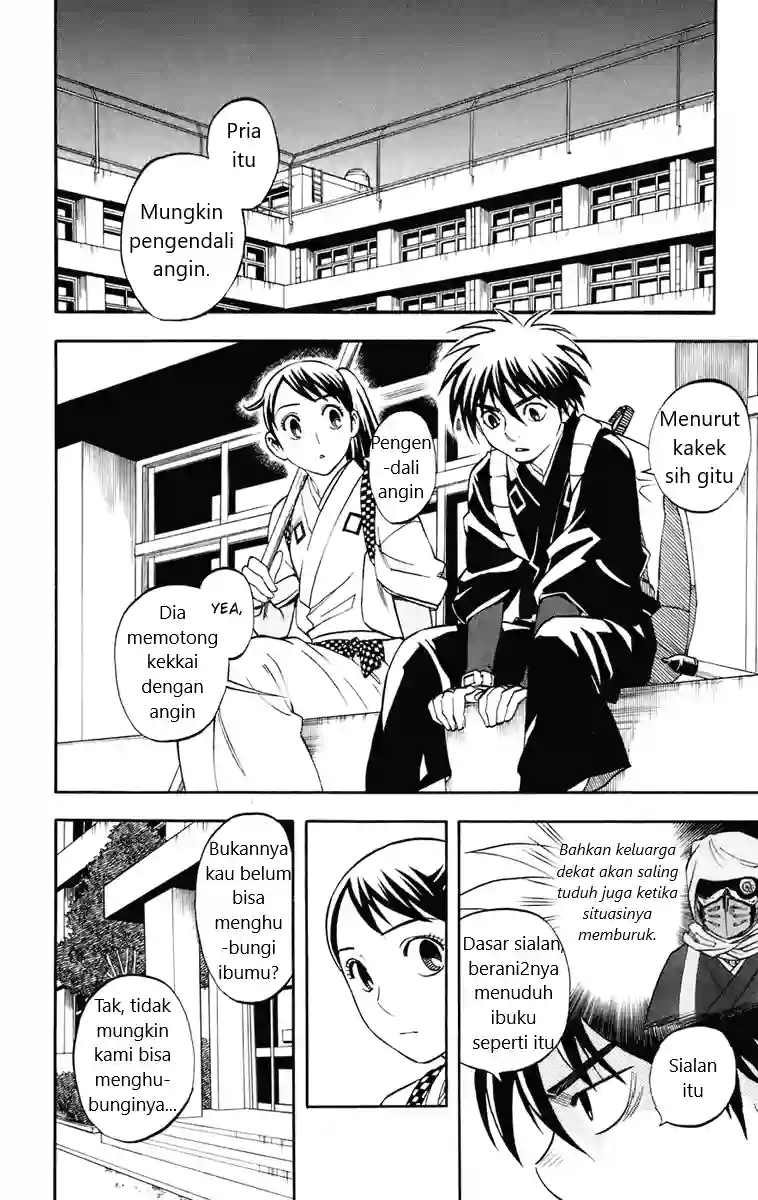 Pria
itu
Mungkin
pengendali
angin.
Menurut
kakek
sih gitu
Pengen
-dali
angin
YEA,
Dia
memotong
kekkai
dengan
angin
Bahkan keluarga
dekat akan saling
tuduh juga ketika
situasinya
memburuk.
Dasar sialan,
berani2nya
menuduh
ibuku
seperti itu
Sialan
itu
Bukannya
kau belum
bisa
menghu
-bungi
ibumu?
Tak, tidak
mungkin
kami bisa
menghu-
bunginya...